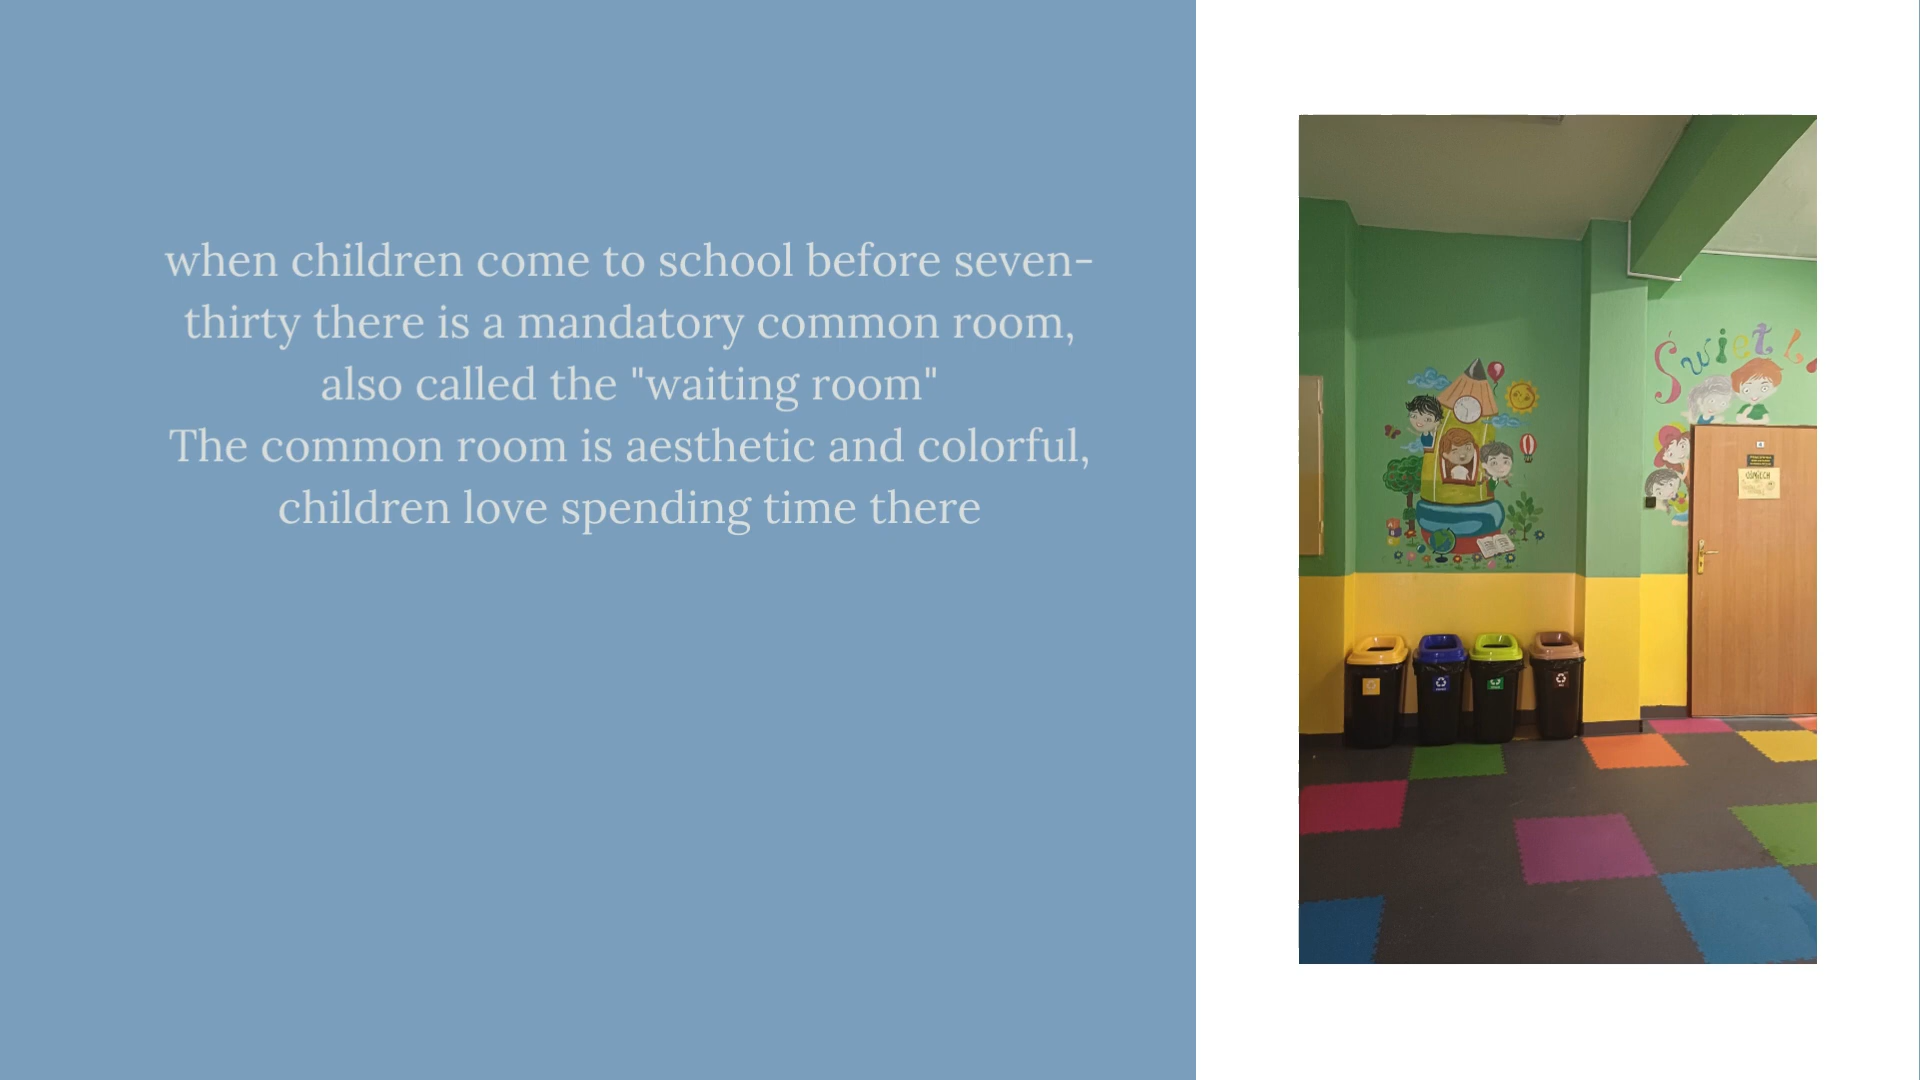 when children come to school before seven-
thirty there is a mandatory common room,
also called the "waiting room"
The common room is aesthetic and colorful,
children love spending time there
Świetl